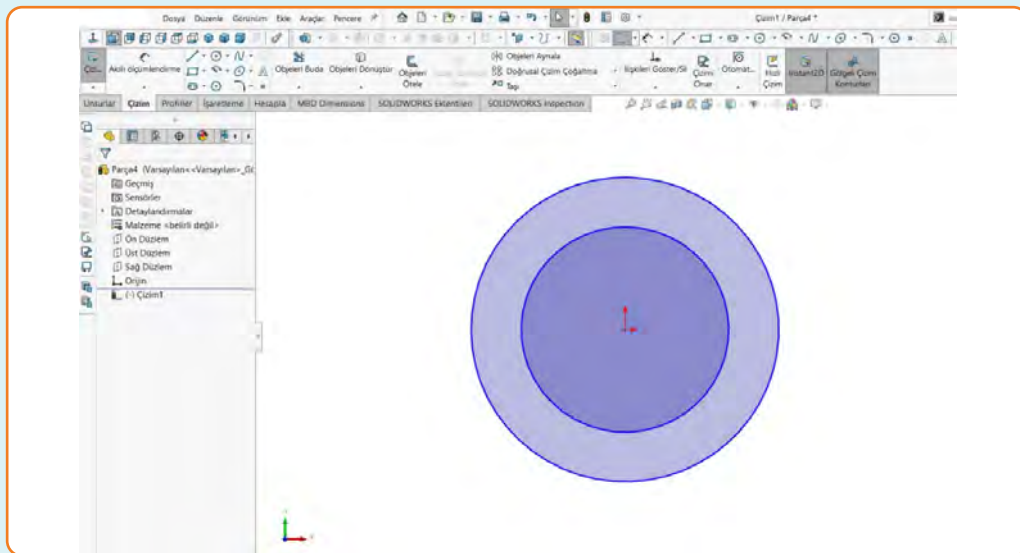 Dosya Düzenle Görünüm Ekle Araçlar Pencere
Çizim1 / Parça4 *
Çizi... Akıllı ölçümlendirme Objeleri Buda Objeleri Dönüştür Objeleri Ötele
Objeleri Aynala
Doğrusal Çizim Çoğaltma
Taşı
İlişkileri Göster/Sil Çizimi Onar Otomat... Hızlı Çizim Instant2D Gölgeli Çizim Konturları
Unsurlar Çizim Profiller İşaretleme Hesapla MBD Dimensions SOLIDWORKS Eklentileri SOLIDWORKS Inspection
Parça4 (Varsayılan<<Varsayılan>_Gö
Geçmiş
Sensörler
Detaylandırmalar
Malzeme <belirli değil>
Ön Düzlem
Üst Düzlem
Sağ Düzlem
Orijin
(-) Çizim1